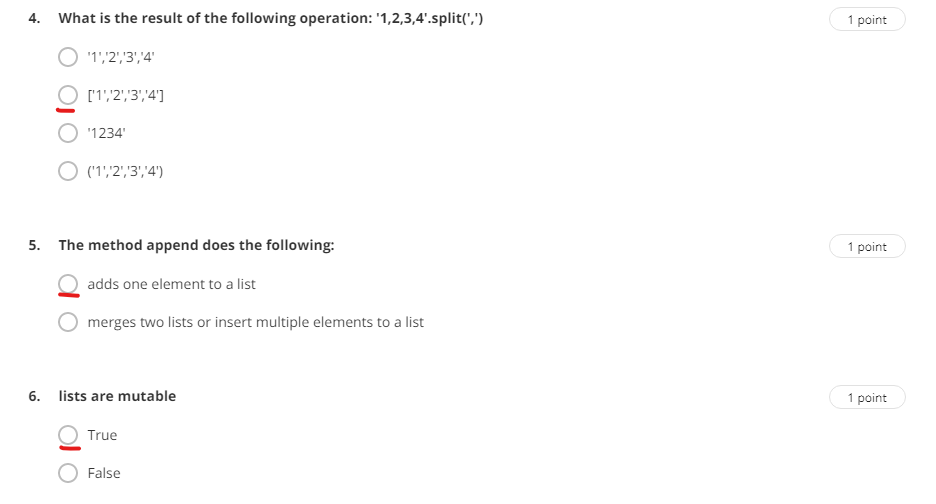 4. What is the result of the following operation: '1,2,3,4'.split(',') 1 point
'1','2','3','4'
['1','2','3','4']
'1234'
('1','2','3','4')
5. The method append does the following: 1 point
adds one element to a list
merges two lists or insert multiple elements to a list
6. lists are mutable 1 point
True
False